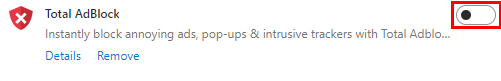 Total AdBlock
Instantly block annoying ads, pop-ups & intrusive trackers with Total Adblo...
Details Remove